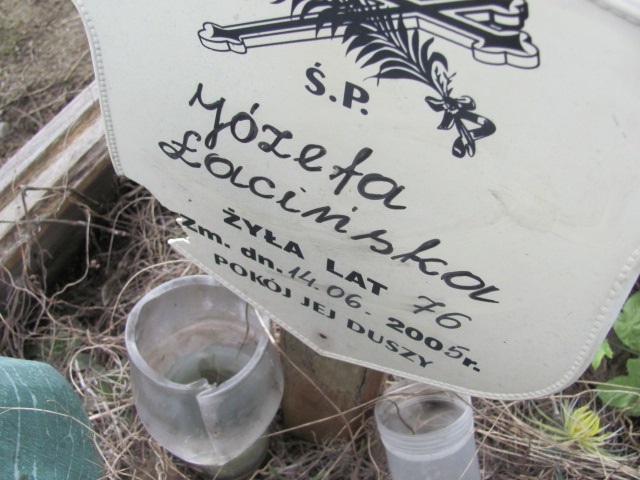 Ś.P.
Józefa
Łacińska
ŻYŁA LAT 76
Zm. dn. 14.06. 2005r.
POKÓJ JEJ DUSZY